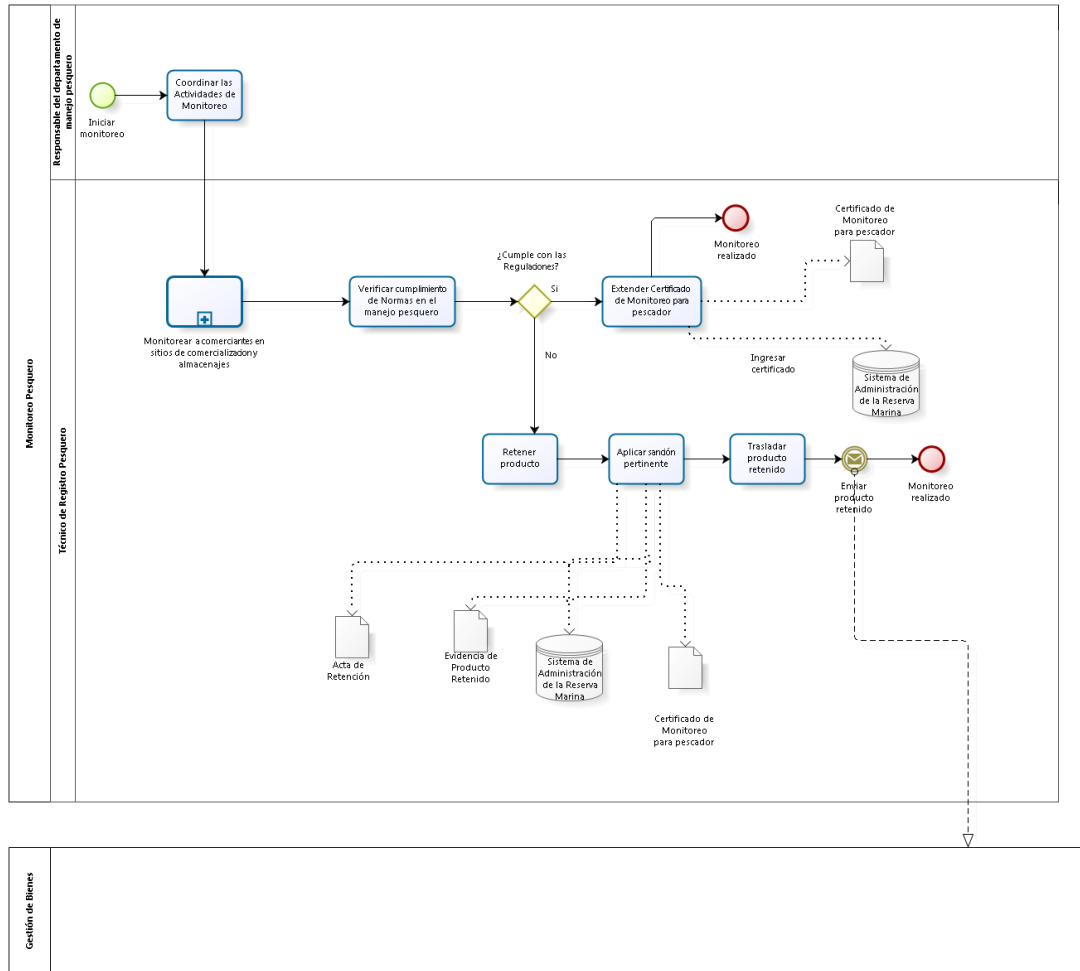 Monitoreo Pesquero
Responsable del departamento de
manejo pesquero
Iniciar
monitoreo
Coordinar las
Actividades de
Monitoreo
Técnico de Registro Pesquero
Monitorear a comerciantes en
sitios de comercializacion y
almacenajes
Verificar cumplimiento
de Normas en el
manejo pesquero
¿Cumple con las
Regulaciones?
Si
No
Extender Certificado
de Monitoreo para
pescador
Monitoreo
realizado
Certificado de
Monitoreo
para pescador
Ingresar
certificado
Sistema de
Administración
de la Reserva
Marina
Retener
producto
Aplicar sandón
pertinente
Trasladar
producto
retenido
Enviar
producto
retenido
Monitoreo
realizado
Acta de
Retención
Evidencia de
Producto
Retenido
Sistema de
Administración
de la Reserva
Marina
Certificado de
Monitoreo
para pescador
Gestión de Bienes